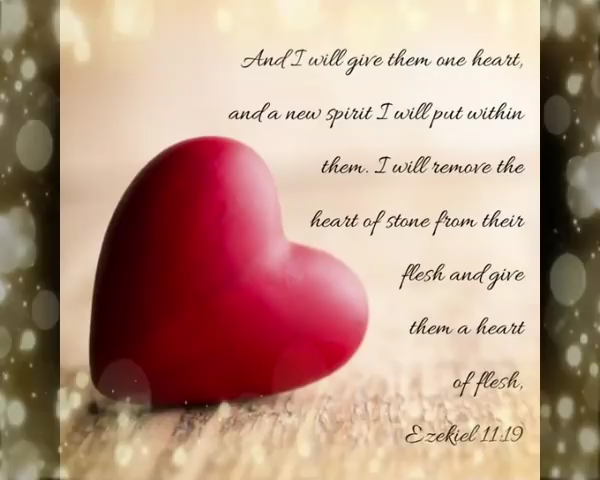 And I will give them one heart,
and a new spirit I will put within
them. I will remove the
heart of stone from their
flesh and give
them a heart
of flesh,
Ezekiel 11:19